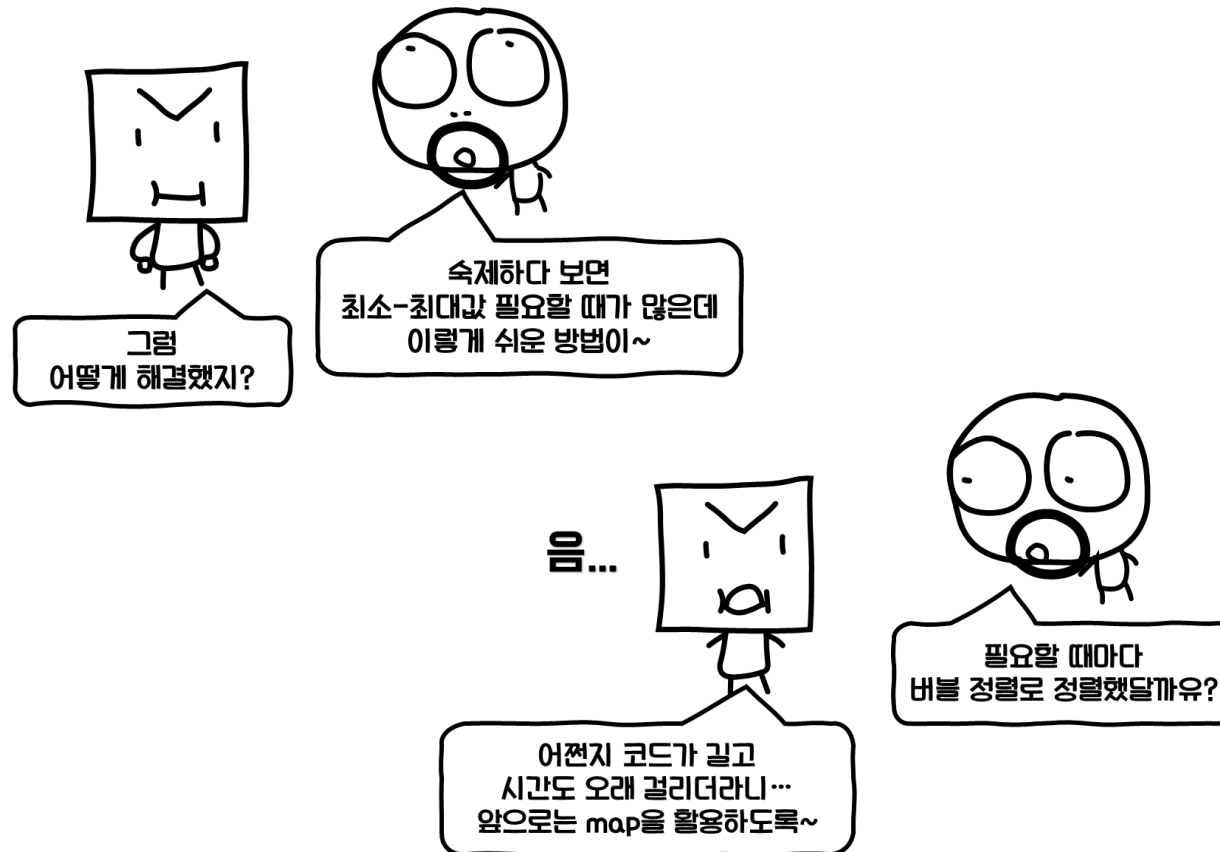 숙제하다 보면
최소-최대값 필요할 때가 많은데
이렇게 쉬운 방법이~
그럼
어떻게 해결했지?
음...
필요할 때마다
버블 정렬로 정렬했달까유?
어쩐지 코드가 길고
시간도 오래 걸리더라니…
앞으로는 map을 활용하도록~